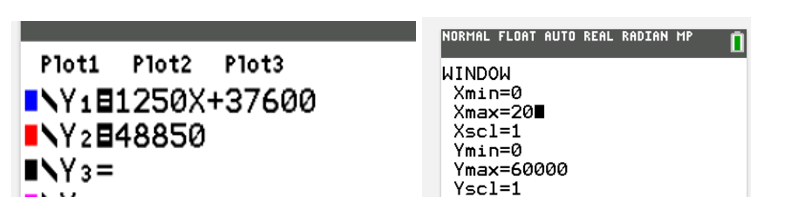 Plot1 Plot2 Plot3
\Y1=1250X+37600
\Y2=48850
\Y3=
NORMAL FLOAT AUTO REAL RADIAN MP
WINDOW
Xmin=0
Xmax=20
Xscl=1
Ymin=0
Ymax=60000
Yscl=1